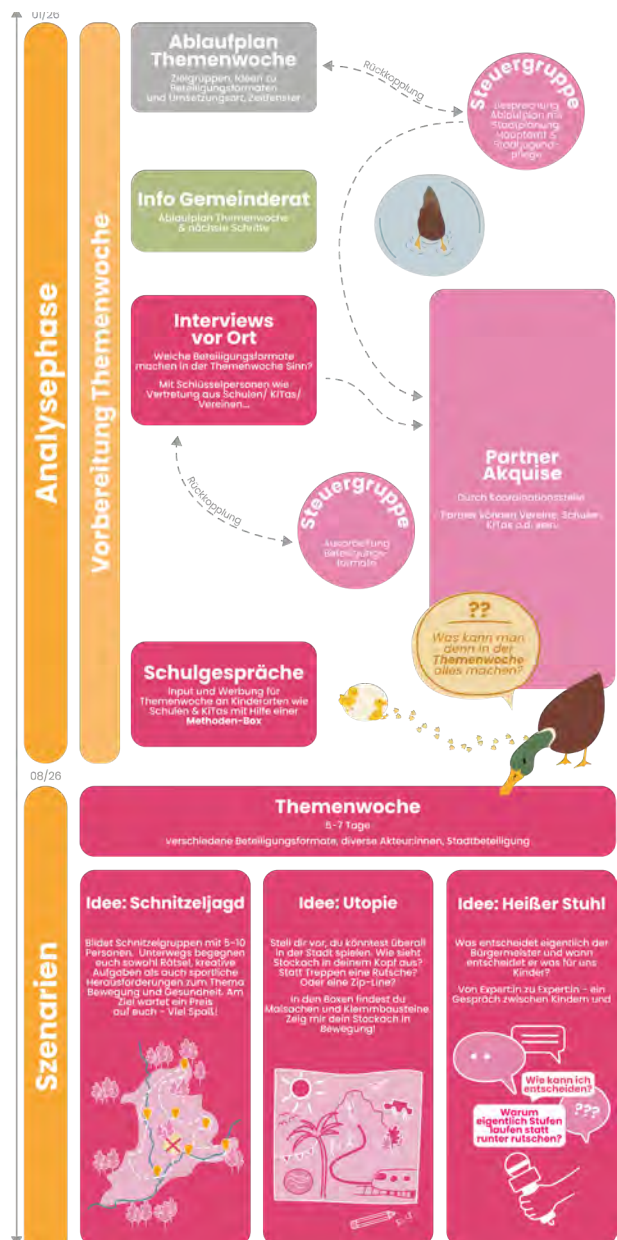 01/26
Analysephase
Vorbereitung Themenwoche
Ablaufplan
Themenwoche
Zielgruppen, Ideen zu
Beteiligungsformaten
und Umsetzungsart, Zeitfenster
Rückkopplung
Steuergruppe
Besprechung
Ablaufplan mit
Stadtplanung
Hauptamt &
Stadtjugend-
pflege
Info Gemeinderat
Ablaufplan Themenwoche
& nächste Schritte
Interviews
vor Ort
Welche Beteiligungsformate
machen in der Themenwoche Sinn?
Mit Schlüsselpersonen wie
Vertretung aus Schulen/ KiTas/
Vereinen...
Partner
Akquise
Durch Koordinationsstelle
Partner können Vereine, Schulen,
KiTas o.ä. sein
Rückkopplung
Steuergruppe
Ausarbeitung
Beteiligungs-
formate
??
Was kann man
denn in der
Themenwoche
alles machen?
Schulgespräche
Input und Werbung für
Themenwoche an Kinderarten wie
Schulen & KiTas mit Hilfe einer
Methoden-Box
08/26
Szenarien
Themenwoche
5-7 Tage
verschiedene Beteiligungsformate, diverse Akteur:innen, Stadtbeteiligung
Idee: Schnitzeljagd
Bildet Schnitzelgruppen mit 5-10
Personen. Unterwegs begegnen
euch sowohl Rätsel, kreative
Aufgaben als auch sportliche
Herausforderungen zum Thema
Bewegung und Gesundheit. Am
Ziel wartet ein Preis
auf euch - Viel Spaß!
Idee: Utopie
Stell dir vor, du könntest überall
in der Stadt spielen. Wie sieht
Stockach in deinem Kopf aus?
Statt Treppen eine Rutsche?
Oder eine Zip-Line?
In den Boxen findest du
Malsachen und Klemmbausteine
Zeig mir dein Stockach in
Bewegung!
Idee: Heißer Stuhl
Was entscheidet eigentlich der
Bürgermeister und wann
entscheidet er was für uns
Kinder?
Von Expert:in zu Expert:in - ein
Gespräch zwischen Kindern und
Wie kann ich
entscheiden?
???
Warum
eigentlich Stufen
laufen statt
runter rutschen?